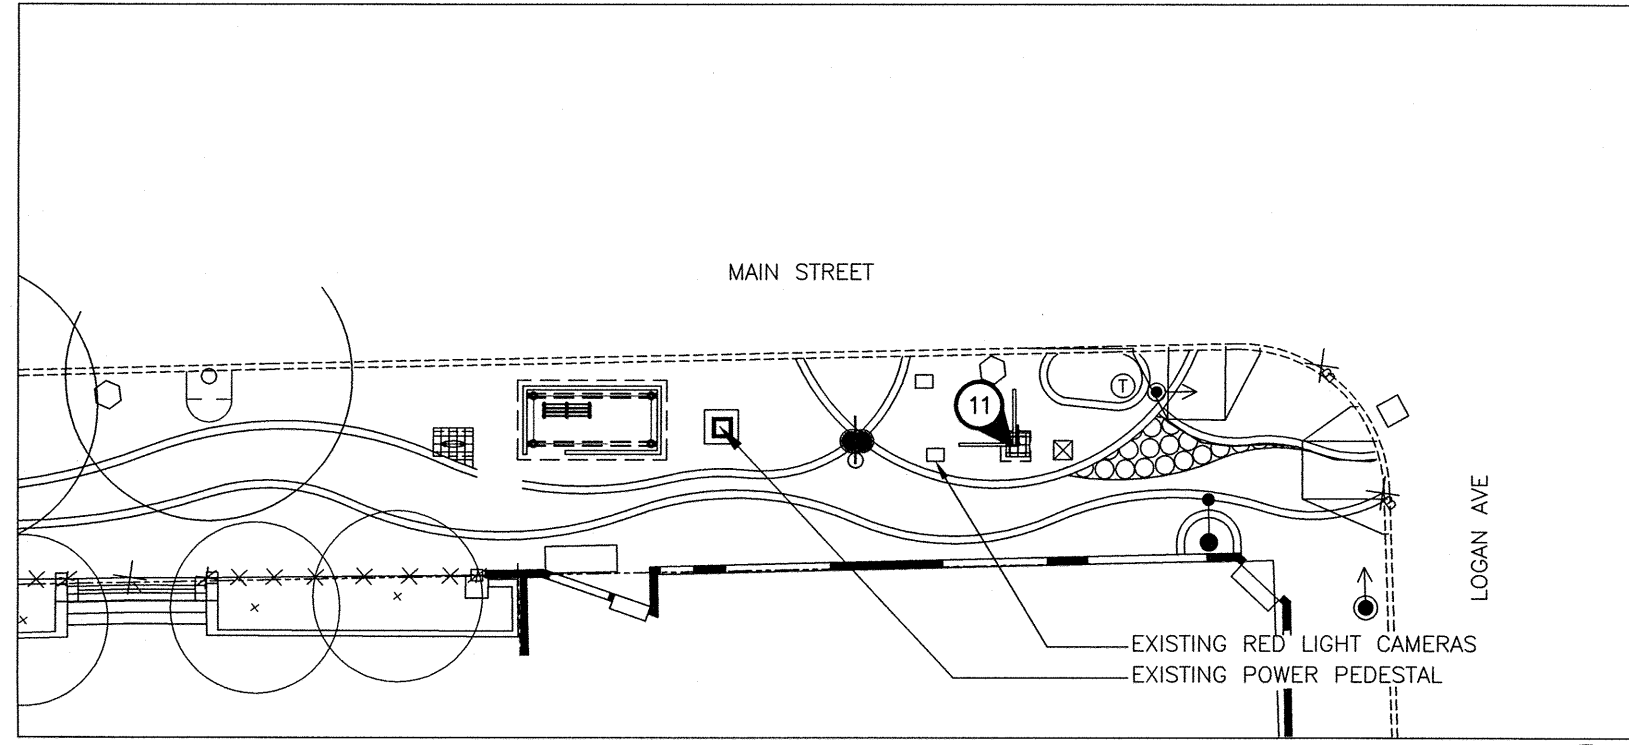 MAIN STREET
11
T
LOGAN AVE
EXISTING RED LIGHT CAMERAS
EXISTING POWER PEDESTAL